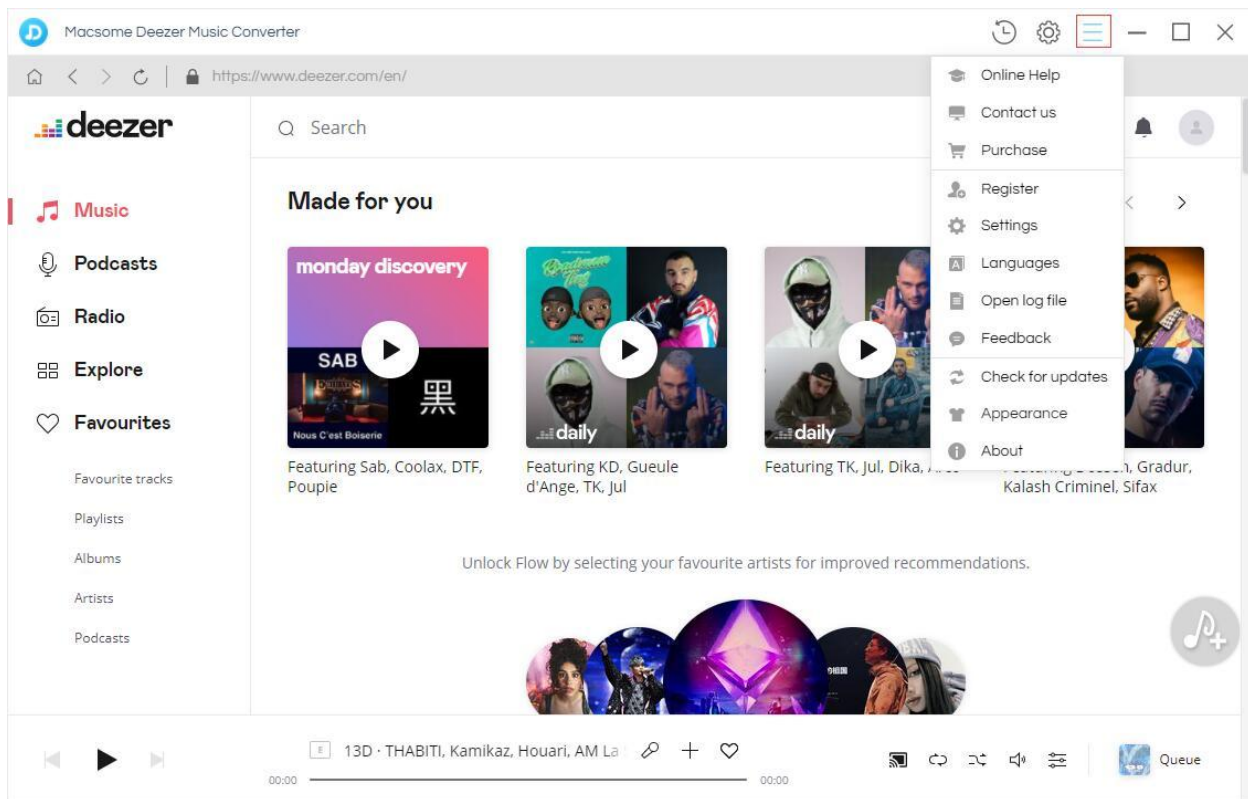 Macsome Deezer Music Converter
https://www.deezer.com/en/
deezer
Search
Music
Podcasts
Radio
Explore
Favourites
Favourite tracks
Playlists
Albums
Artists
Podcasts
Made for you
monday discovery
SAB
黑
Nous C'est Boiserie
daily
daily
Featuring Sab, Coolax, DTF,
Poupie
Featuring KD, Gueule
d'Ange, TK, Jul
Featuring TK, Jul, Dika,
Gradur,
Kalash Criminel, Sifax
Online Help
Contact us
Purchase
Register
Settings
Languages
Open log file
Feedback
Check for updates
Appearance
About
Unlock Flow by selecting your favourite artists for improved recommendations.
E
13D · THABITI, Kamikaz, Houari, AM La
00:00
00:00
Queue